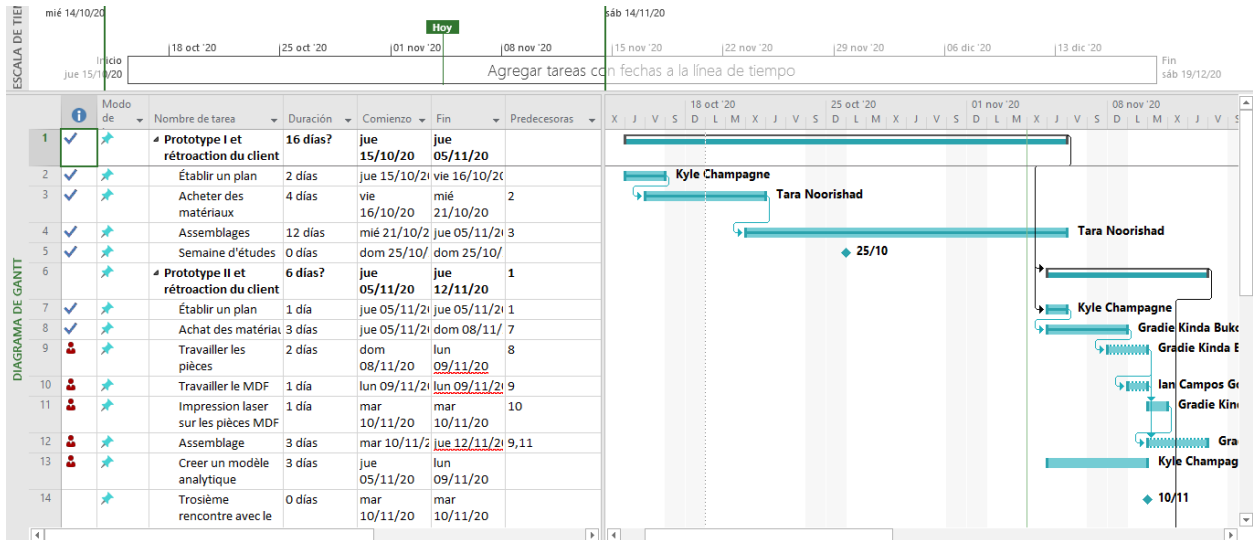 ESCALA DE TIEI
mié 14/10/20
sáb 14/11/20
Hoy
18 oct '20
25 oct '20
01 nov '20
08 nov '20
15 nov '20
22 nov '20
29 nov '20
06 dic '20
13 dic '20
Inicio
jue 15/10/20
Agregar tareas con fechas a la línea de tiempo
Fin
sáb 19/12/20
DIAGRAMA DE GANTT
Modo de
Nombre de tarea
Duración
Comienzo
Fin
Predecesoras
18 oct '20
25 oct '20
01 nov '20
08 nov '20
X J V S D L M X J V S D L M X J V S D L M X J V S D L M X J V S
1 Prototype I et rétroaction du client 16 días? jue 15/10/20 jue 05/11/20
2 Établir un plan 2 días jue 15/10/2 vie 16/10/20
Kyle Champagne
3 Acheter des matériaux 4 días vie 16/10/20 mié 21/10/20 2
Tara Noorishad
4 Assemblages 12 días mié 21/10/2 jue 05/11/2 3
Tara Noorishad
5 Semaine d'études 0 días dom 25/10/ dom 25/10/
25/10
6 Prototype II et rétroaction du client 6 días? jue 05/11/20 jue 12/11/20 1
7 Établir un plan 1 día jue 05/11/2 jue 05/11/2 1
Kyle Champagne
8 Achat des matériau 3 días jue 05/11/2 dom 08/11/ 7
Gradie Kinda Buko
9 Travailler les pièces 2 días dom 08/11/20 lun 09/11/20 8
Gradie Kinda B
10 Travailler le MDF 1 día lun 09/11/2 lun 09/11/2 9
Ian Campos Go
11 Impression laser sur les pièces MDF 1 día mar 10/11/20 mar 10/11/20 10
Gradie Kin
12 Assemblage 3 días mar 10/11/2 jue 12/11/2 9,11
Gra
13 Creer un modèle analytique 3 días jue 05/11/20 lun 09/11/20
Kyle Champag
14 Trosième rencontre avec le 0 días mar 10/11/20 mar 10/11/20
10/11